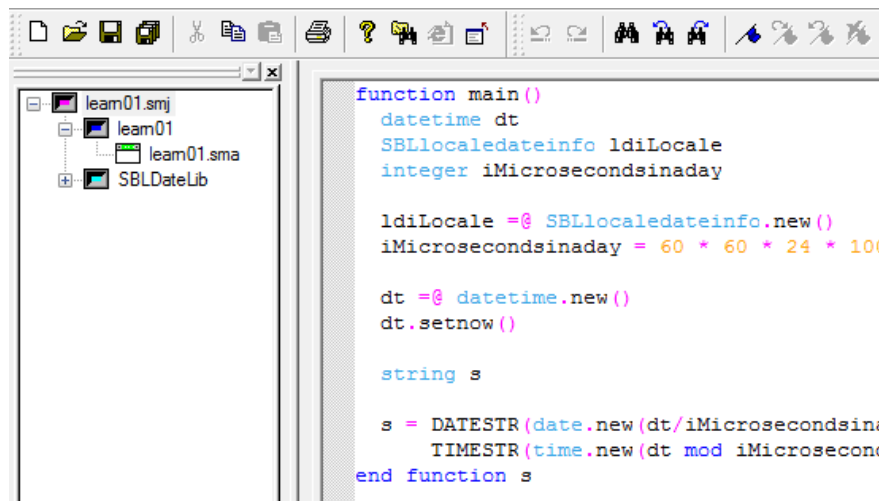 learn01.smj
learn01
learn01.sma
SBLDateLib
function main()
datetime dt
SBLlocaledateinfo ldiLocale
integer iMicrosecondsinaday
ldiLocale =@ SBLlocaledateinfo.new()
iMicrosecondsinaday = 60 * 60 * 24 * 100
dt =@ datetime.new()
dt.setnow()
string s
s = DATESTR(date.new(dt/iMicrosecondsina
TIMESTR(time.new(dt mod iMicrosecond
end function s